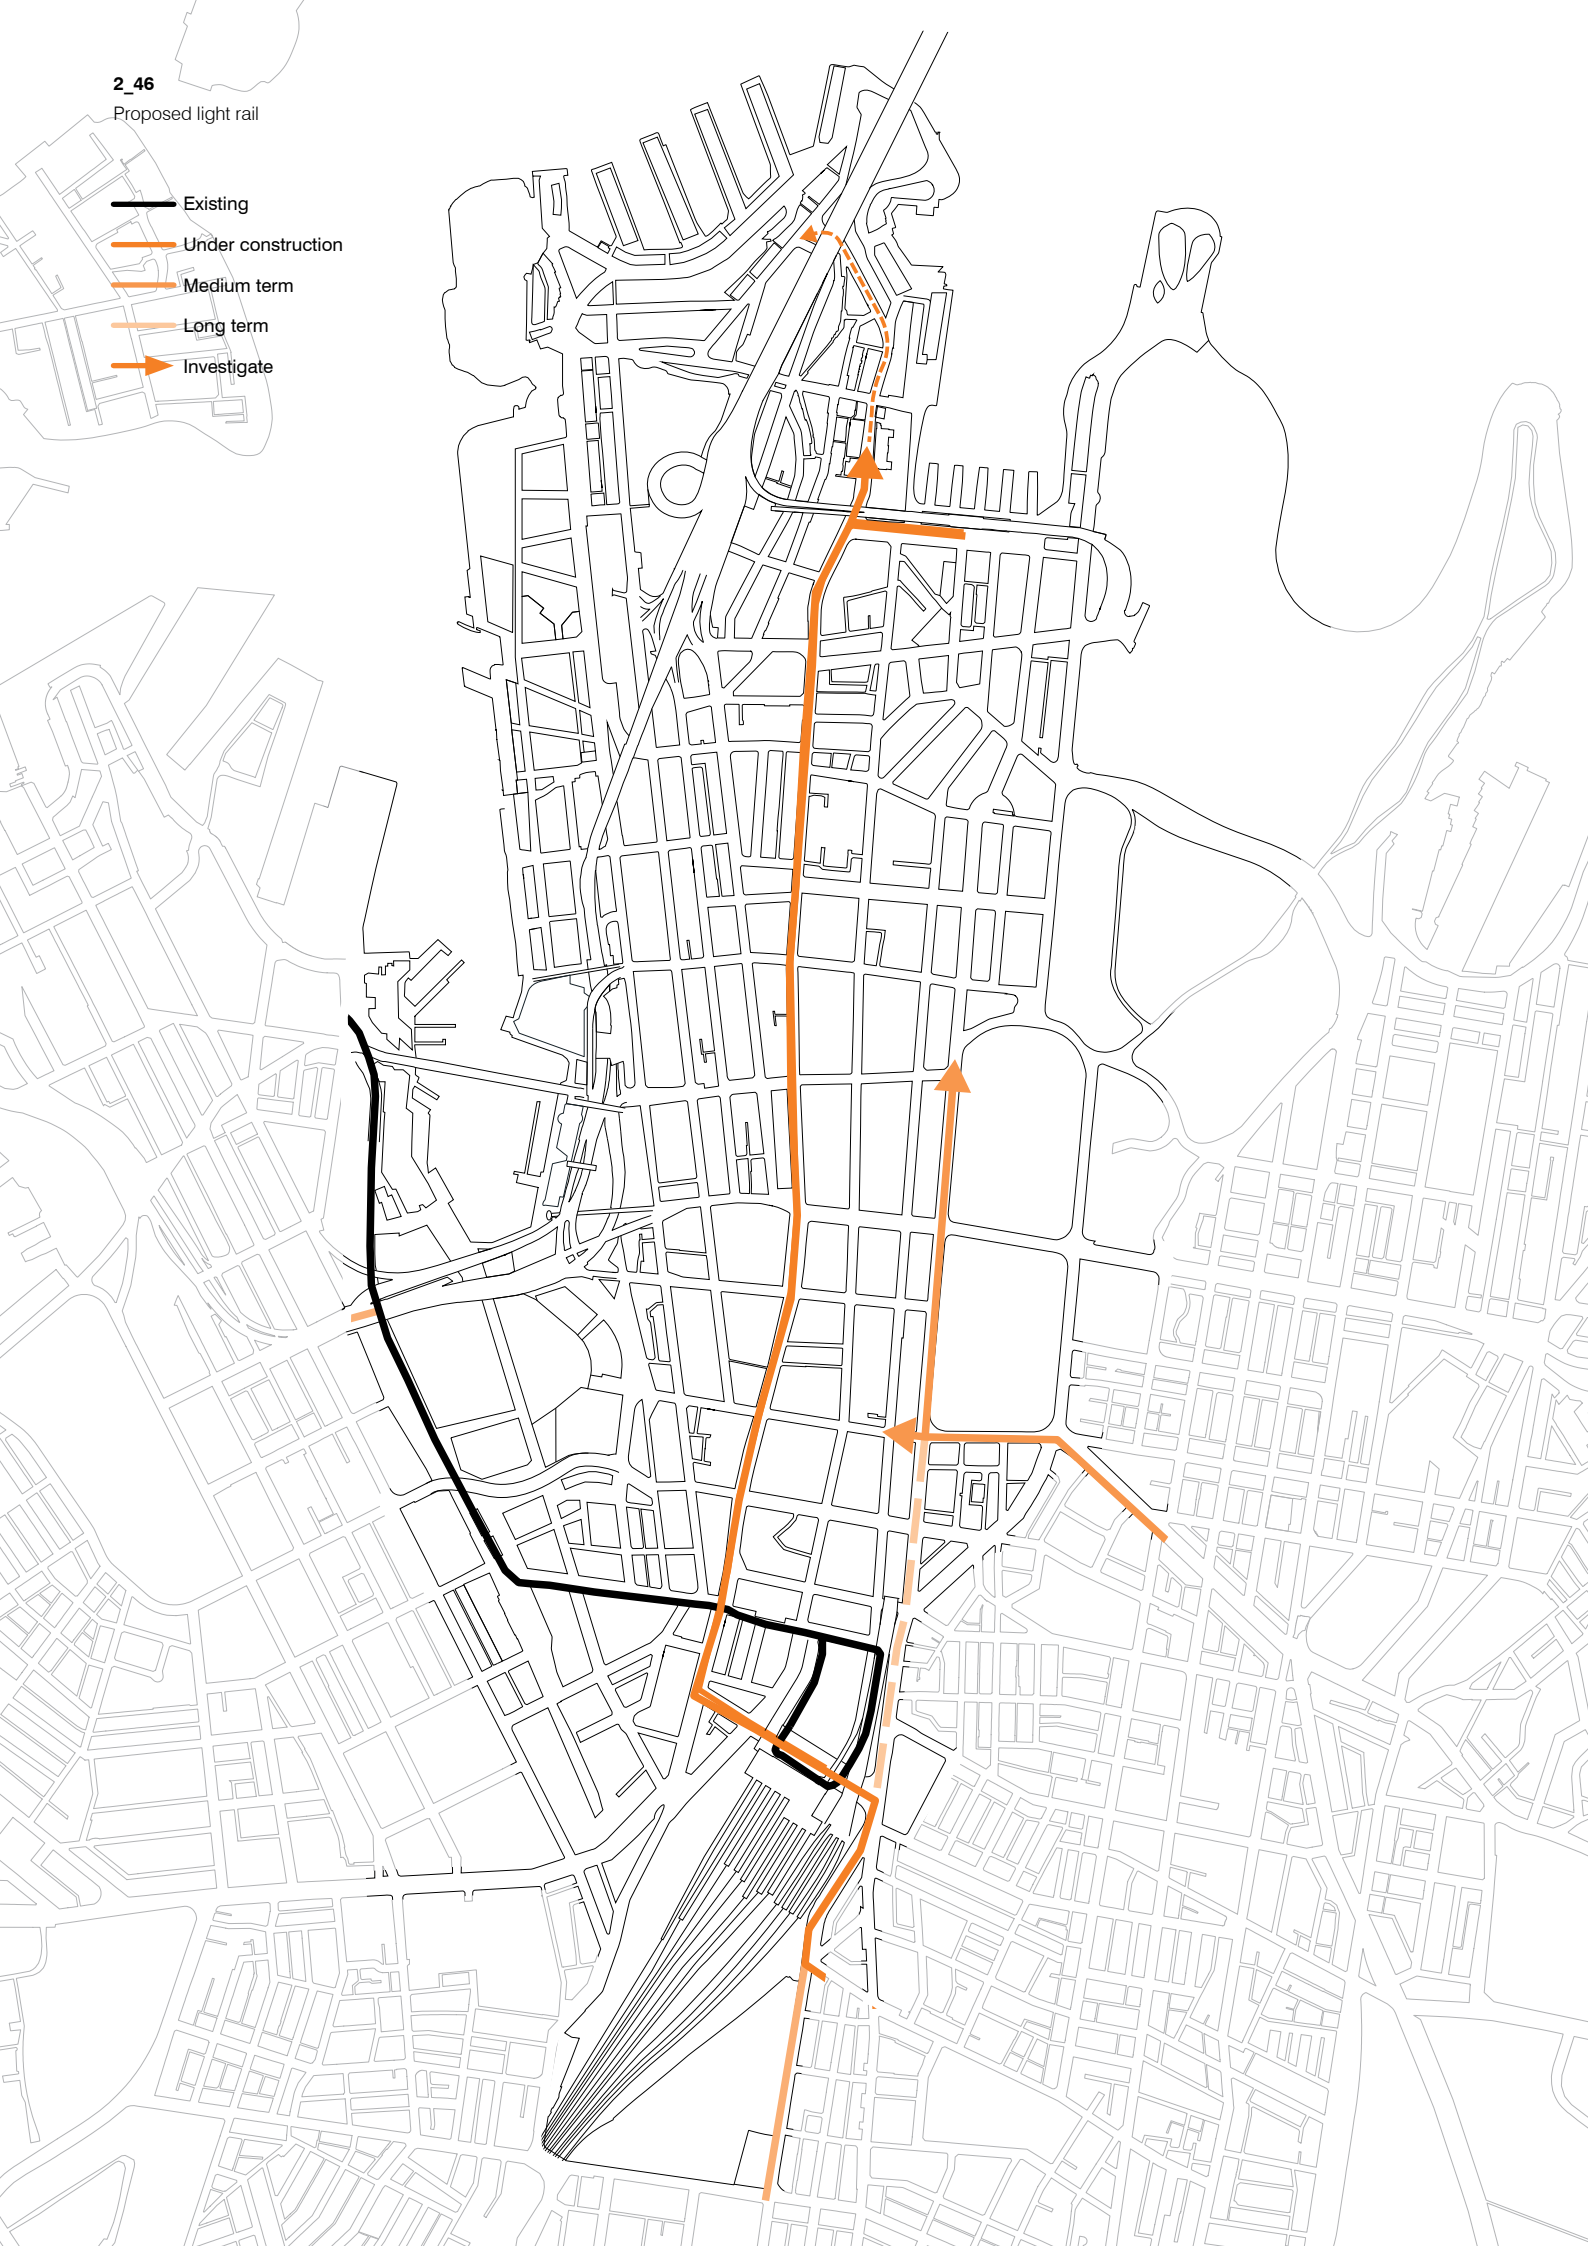 2_46
Proposed light rail
Existing
Under construction
Medium term
Long term
Investigate